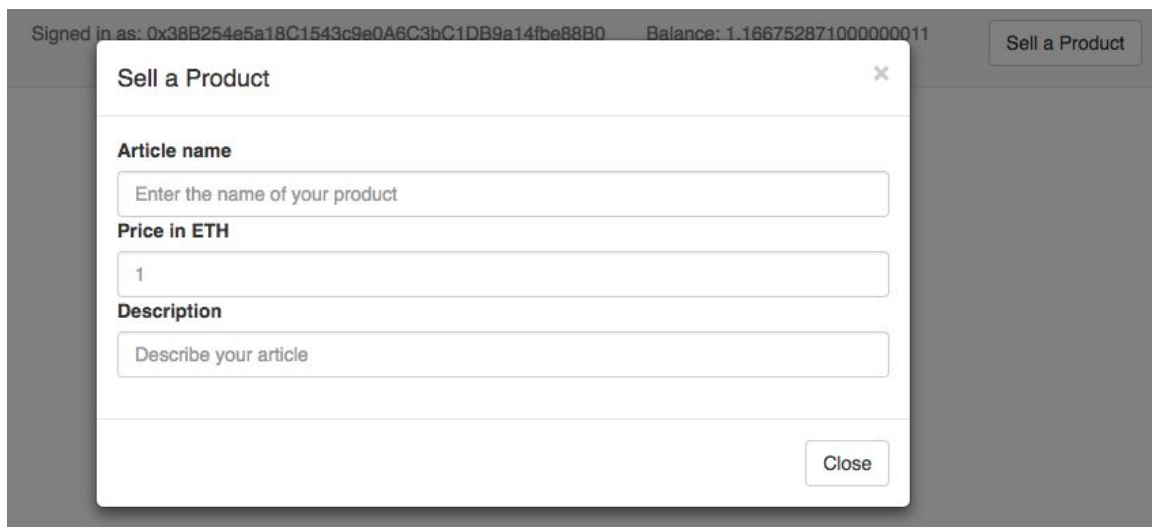 Signed in as: 0x38B254e5a18C1543c9e0A6C3bC1DB9a14fbe88B0 Balance: 1.166752871000000011 Sell a Product
Sell a Product ×
Article name
Enter the name of your product
Price in ETH
1
Description
Describe your article
Close